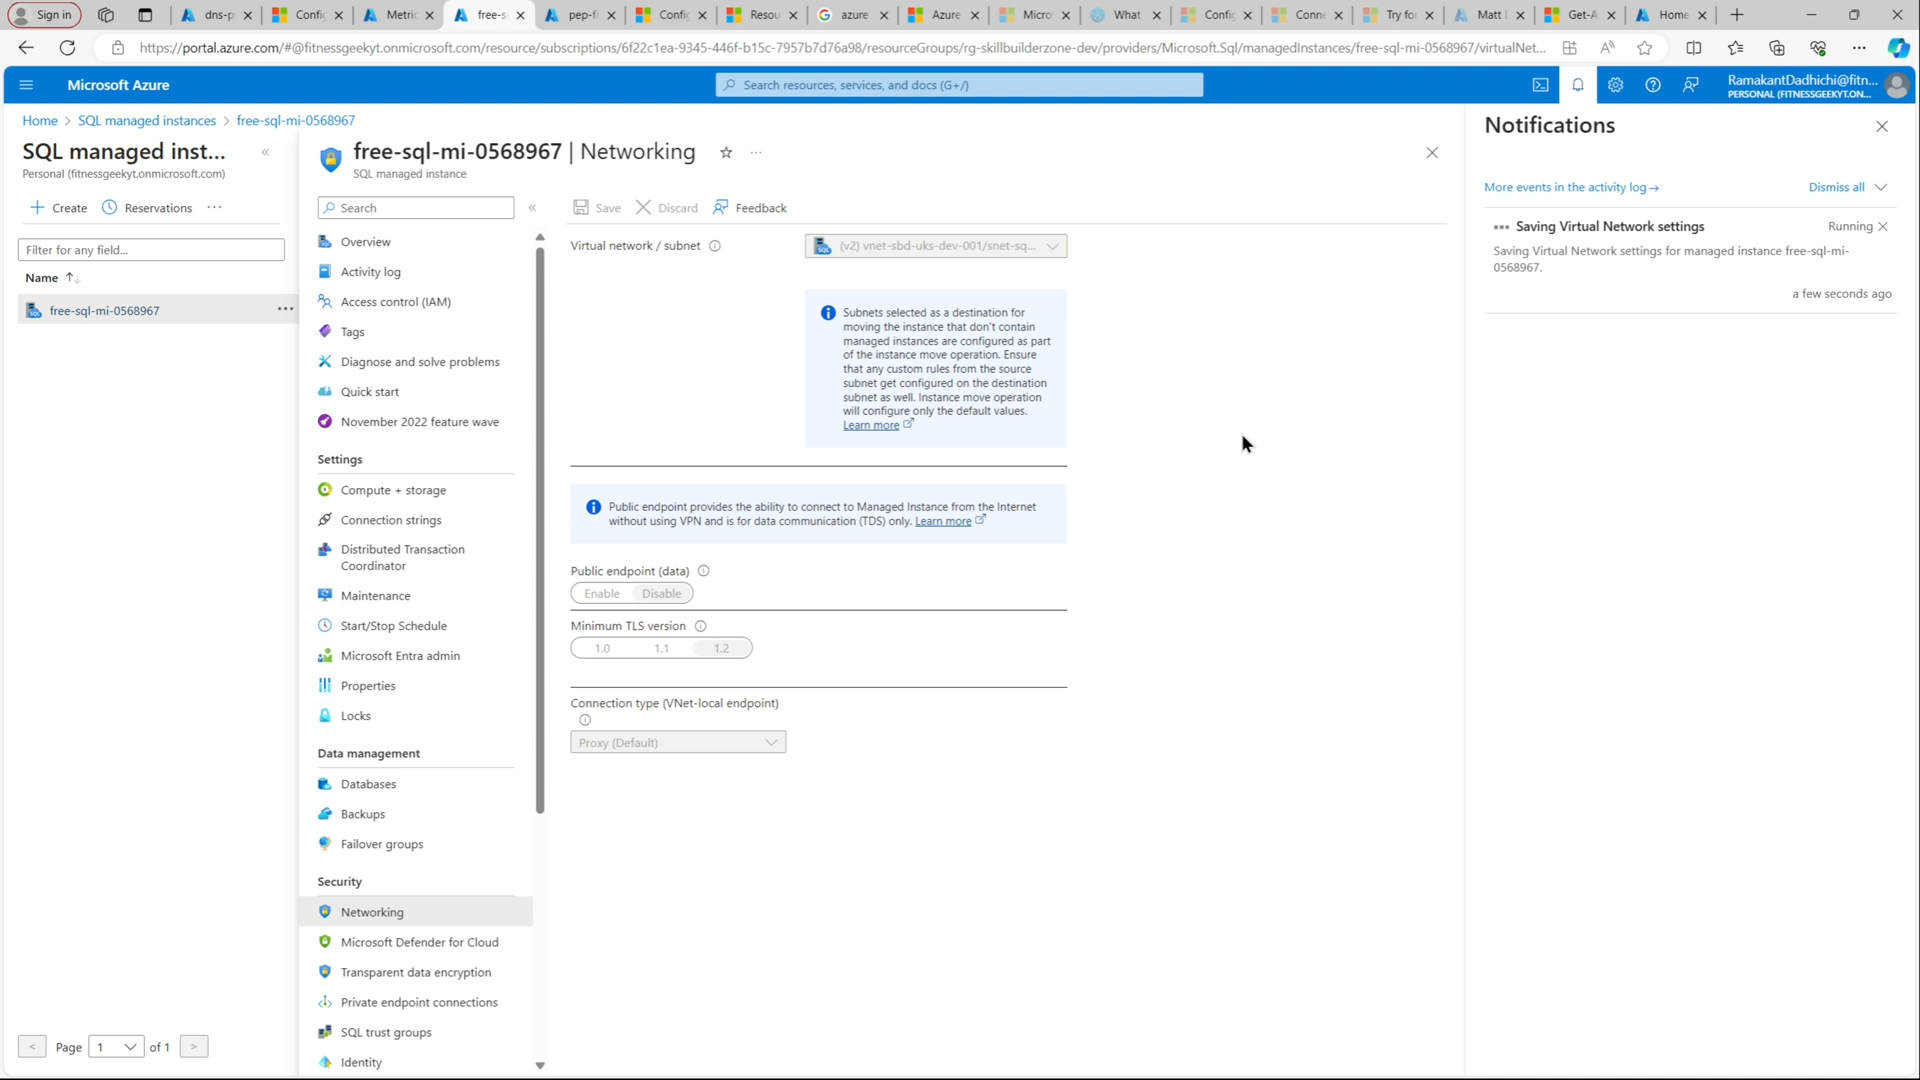 Sign in
dns-p
Config
Metric
free-s
pep-f
Config
Resou
azure
Azure
Micro
What
Config
Conne
Try fo
Matt D
Get-A
Home
https://portal.azure.com/#@fitnessgeekyt.onmicrosoft.com/resource/subscriptions/6f22c1ea-9345-446f-b15c-7957b7d76a98/resourceGroups/rg-skillbuilderzone-dev/providers/Microsoft.Sql/managedInstances/free-sql-mi-0568967/virtualNet...
Microsoft Azure
Search resources, services, and docs (G+/)
RamakantDadhichi@fitn...
PERSONAL (FITNESSGEEKYT.ON...
Home > SQL managed instances > free-sql-mi-0568967
SQL managed inst...
Personal (fitnessgeekyt.onmicrosoft.com)
Create
Reservations
Filter for any field...
Name
free-sql-mi-0568967
Page 1 of 1
free-sql-mi-0568967 | Networking
SQL managed instance
Search
Overview
Activity log
Access control (IAM)
Tags
Diagnose and solve problems
Quick start
November 2022 feature wave
Settings
Compute + storage
Connection strings
Distributed Transaction
Coordinator
Maintenance
Start/Stop Schedule
Microsoft Entra admin
Properties
Locks
Data management
Databases
Backups
Failover groups
Security
Networking
Microsoft Defender for Cloud
Transparent data encryption
Private endpoint connections
SQL trust groups
Identity
Save
Discard
Feedback
Virtual network / subnet
(v2) vnet-sbd-uks-dev-001/snet-sq...
Subnets selected as a destination for
moving the instance that don't contain
managed instances are configured as part
of the instance move operation. Ensure
that any custom rules from the source
subnet get configured on the destination
subnet as well. Instance move operation
will configure only the default values.
Learn more
Public endpoint provides the ability to connect to Managed Instance from the Internet
without using VPN and is for data communication (TDS) only. Learn more
Public endpoint (data)
Enable Disable
Minimum TLS version
1.0 1.1 1.2
Connection type (VNet-local endpoint)
Proxy (Default)
Notifications
More events in the activity log →
Dismiss all
Saving Virtual Network settings
Running
Saving Virtual Network settings for managed instance free-sql-mi-
0568967.
a few seconds ago